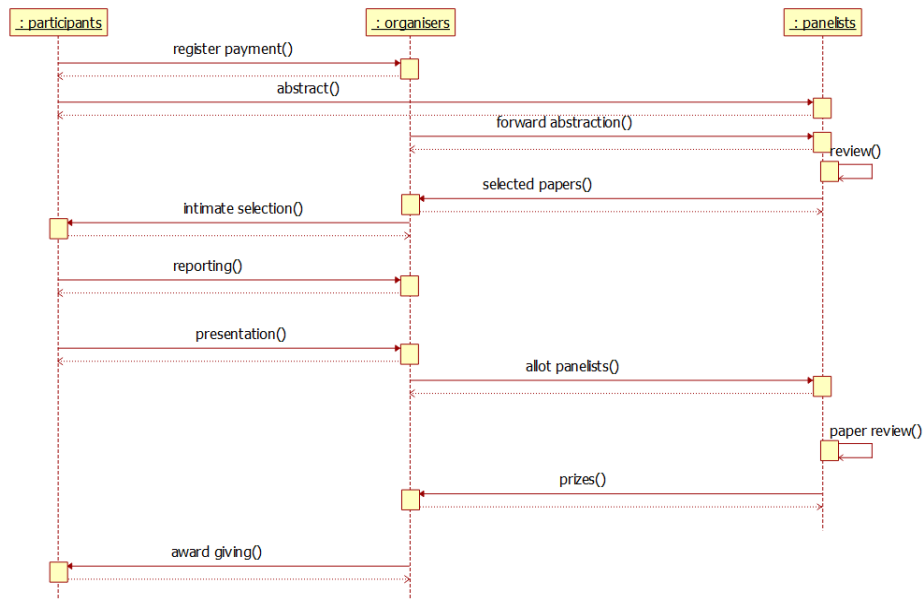 : participants
: organisers
: panelists
register payment()
abstract()
forward abstraction()
review()
selected papers()
intimate selection()
reporting()
presentation()
allot panelists()
paper review()
prizes()
award giving()